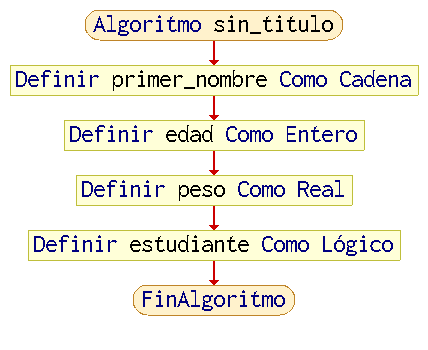 Algoritmo sin_titulo
Definir primer_nombre Como Cadena
Definir edad Como Entero
Definir peso Como Real
Definir estudiante Como Lógico
FinAlgoritmo